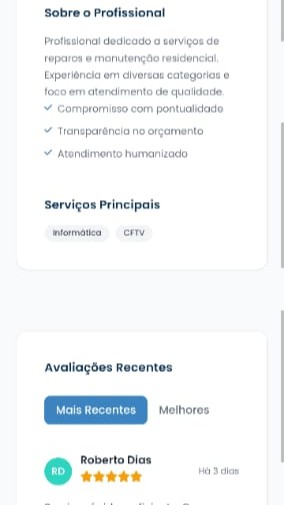 Sobre o Profissional
Profissional dedicado a serviços de
reparos e manutenção residencial.
Experiência em diversas categorias e
foco em atendimento de qualidade.
Compromisso com pontualidade
Transparência no orçamento
Atendimento humanizado
Serviços Principais
Informática CFTV
Avaliações Recentes
Mais Recentes Melhores
RD Roberto Dias
Há 3 dias